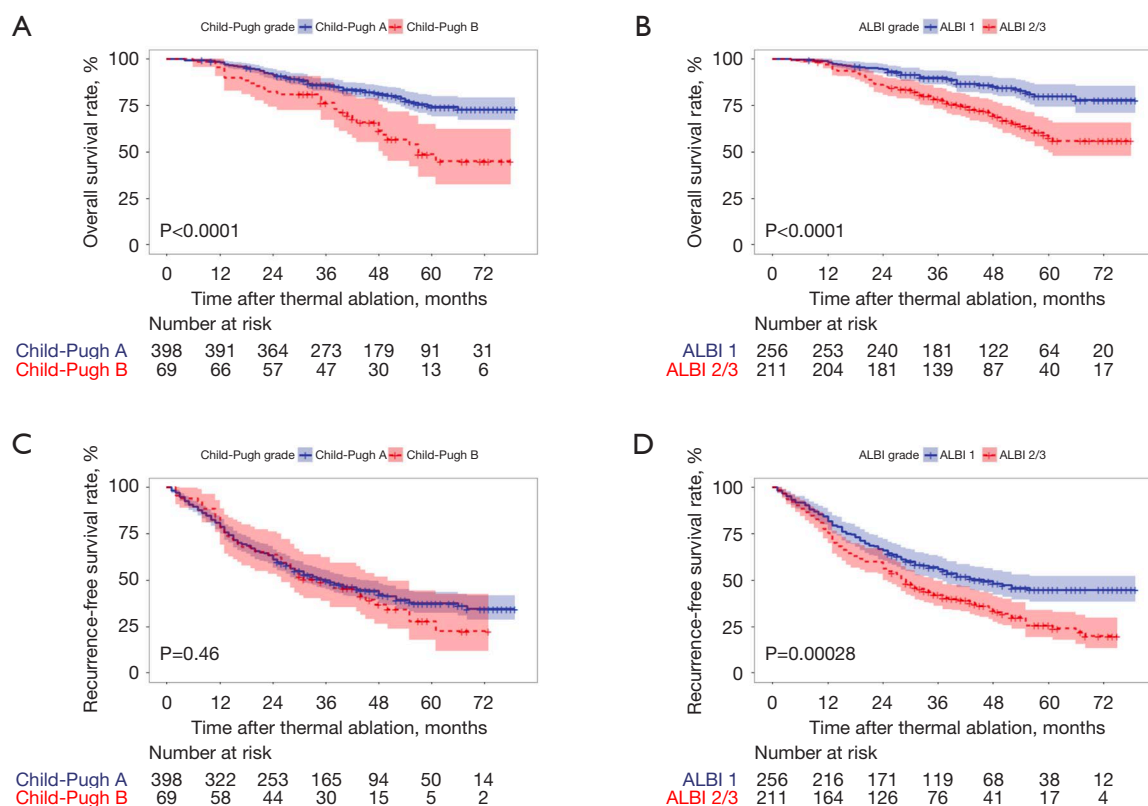 A
Child-Pugh grade Child-Pugh A Child-Pugh B
Overall survival rate, %
100
75
50
25
0
P<0.0001
0 12 24 36 48 60 72
Time after thermal ablation, months
Number at risk
Child-Pugh A 398 391 364 273 179 91 31
Child-Pugh B 69 66 57 47 30 13 6
B
ALBI grade ALBI 1 ALBI 2/3
Overall survival rate, %
100
75
50
25
0
P<0.0001
0 12 24 36 48 60 72
Time after thermal ablation, months
Number at risk
ALBI 1 256 253 240 181 122 64 20
ALBI 2/3 211 204 181 139 87 40 17
C
Child-Pugh grade Child-Pugh A Child-Pugh B
Recurrence-free survival rate, %
100
75
50
25
0
P=0.46
0 12 24 36 48 60 72
Time after thermal ablation, months
Number at risk
Child-Pugh A 398 322 253 165 94 50 14
Child-Pugh B 69 58 44 30 15 5 2
D
ALBI grade ALBI 1 ALBI 2/3
Recurrence-free survival rate, %
100
75
50
25
0
P=0.00028
0 12 24 36 48 60 72
Time after thermal ablation, months
Number at risk
ALBI 1 256 216 171 119 68 38 12
ALBI 2/3 211 164 126 76 41 17 4